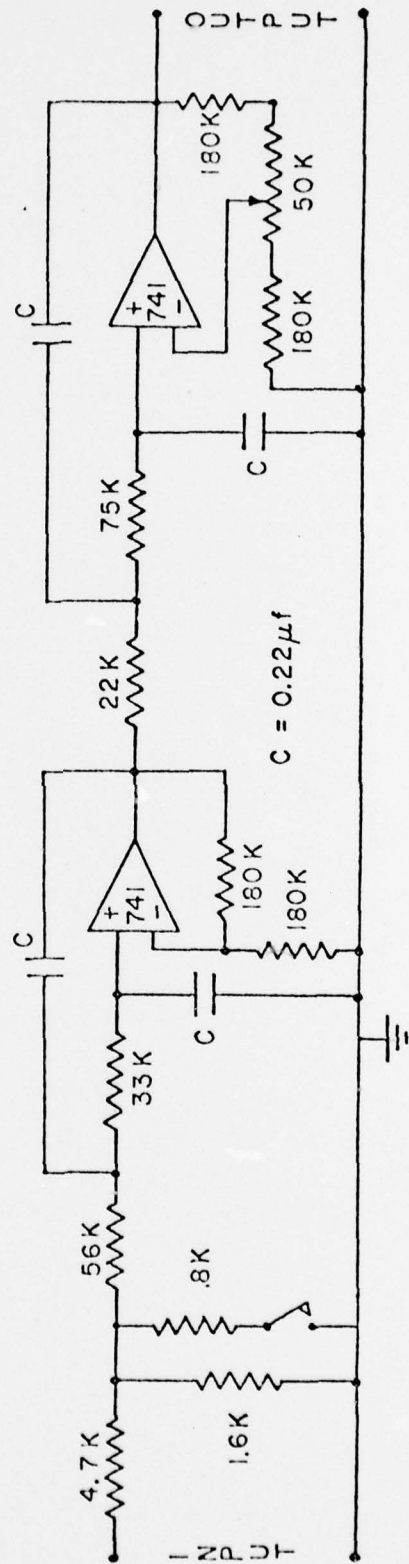 INPUT
4.7K
1.6K
.8K
56K
33K
C
C
+
741
-
180K
180K
22K
75K
C
C
+
741
-
180K
50K
180K
C = 0.22µf
OUTPUT